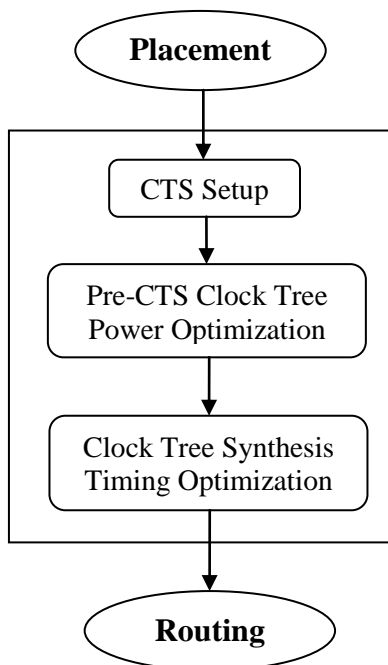 Placement
CTS Setup
Pre-CTS Clock Tree
Power Optimization
Clock Tree Synthesis
Timing Optimization
Routing